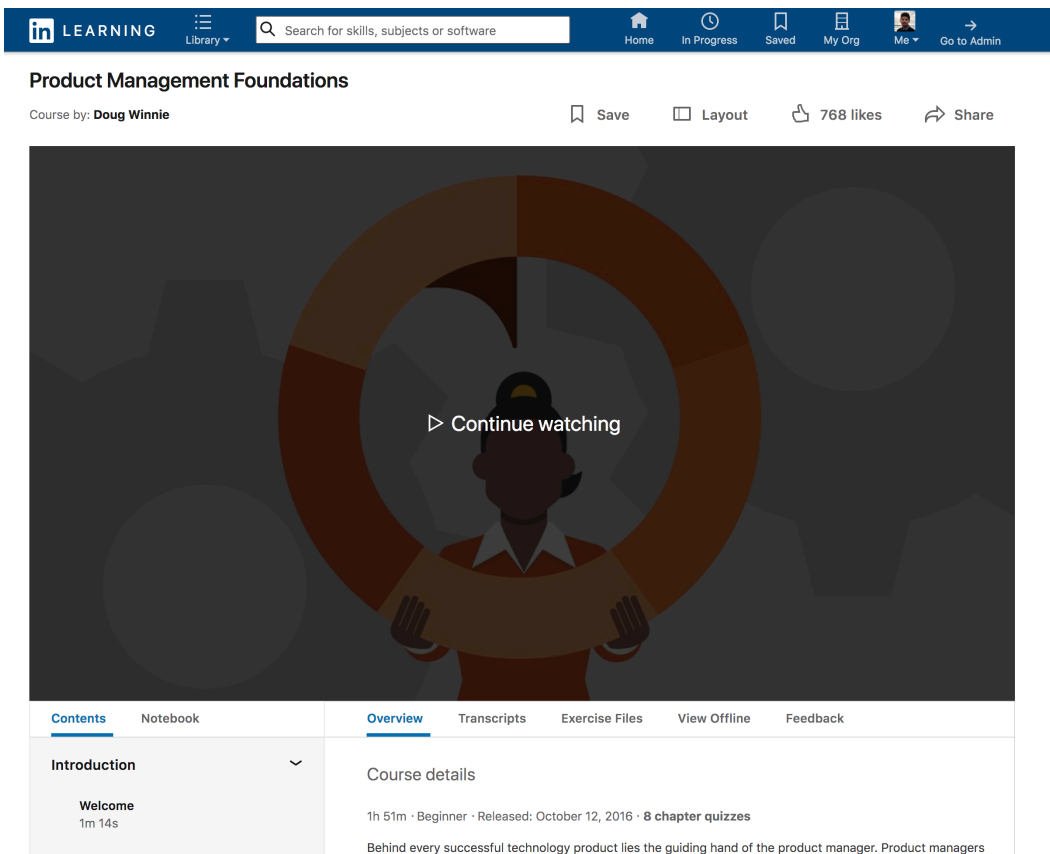 in LEARNING
Library
Search for skills, subjects or software
Home
In Progress
Saved
My Org
Me
Go to Admin
Product Management Foundations
Course by: Doug Winnie
Save
Layout
768 likes
Share
Continue watching
Contents
Notebook
Overview
Transcripts
Exercise Files
View Offline
Feedback
Introduction
Welcome
1m 14s
Course details
1h 51m · Beginner · Released: October 12, 2016 · 8 chapter quizzes
Behind every successful technology product lies the guiding hand of the product manager. Product managers